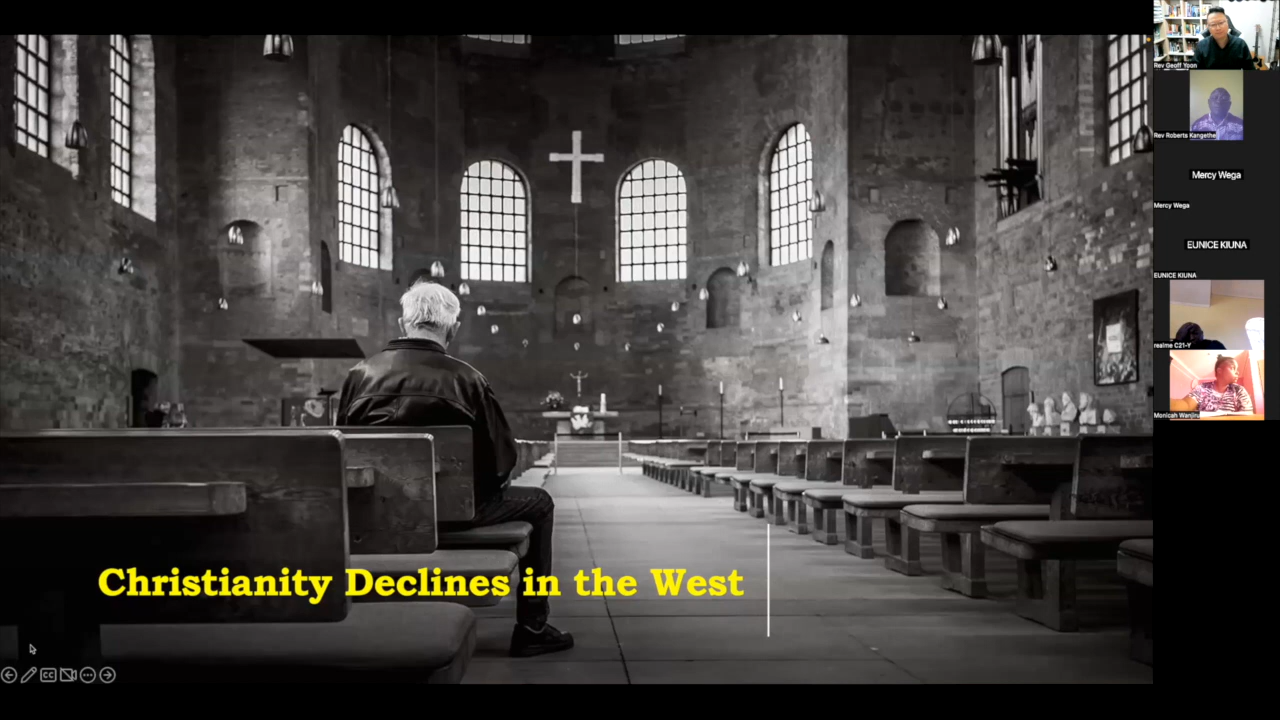 Christianity Declines in the West
CC
Rev Geoff Yoon
Rev Roberts Kangethe
Mercy Wega
Mercy Wega
EUNICE KIUNA
EUNICE KIUNA
realme C21-Y
Monicah Wanjiru